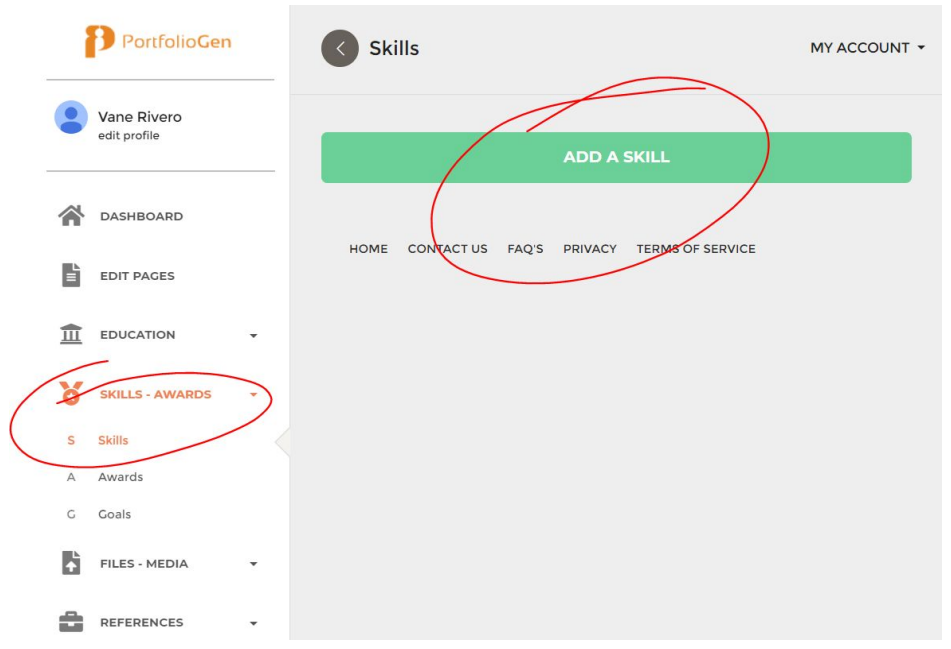 PortfolioGen
Vane Rivero
edit profile
DASHBOARD
EDIT PAGES
EDUCATION
SKILLS - AWARDS
S Skills
A Awards
G Goals
FILES - MEDIA
REFERENCES
Skills
MY ACCOUNT
ADD A SKILL
HOME CONTACT US FAQ'S PRIVACY TERMS OF SERVICE